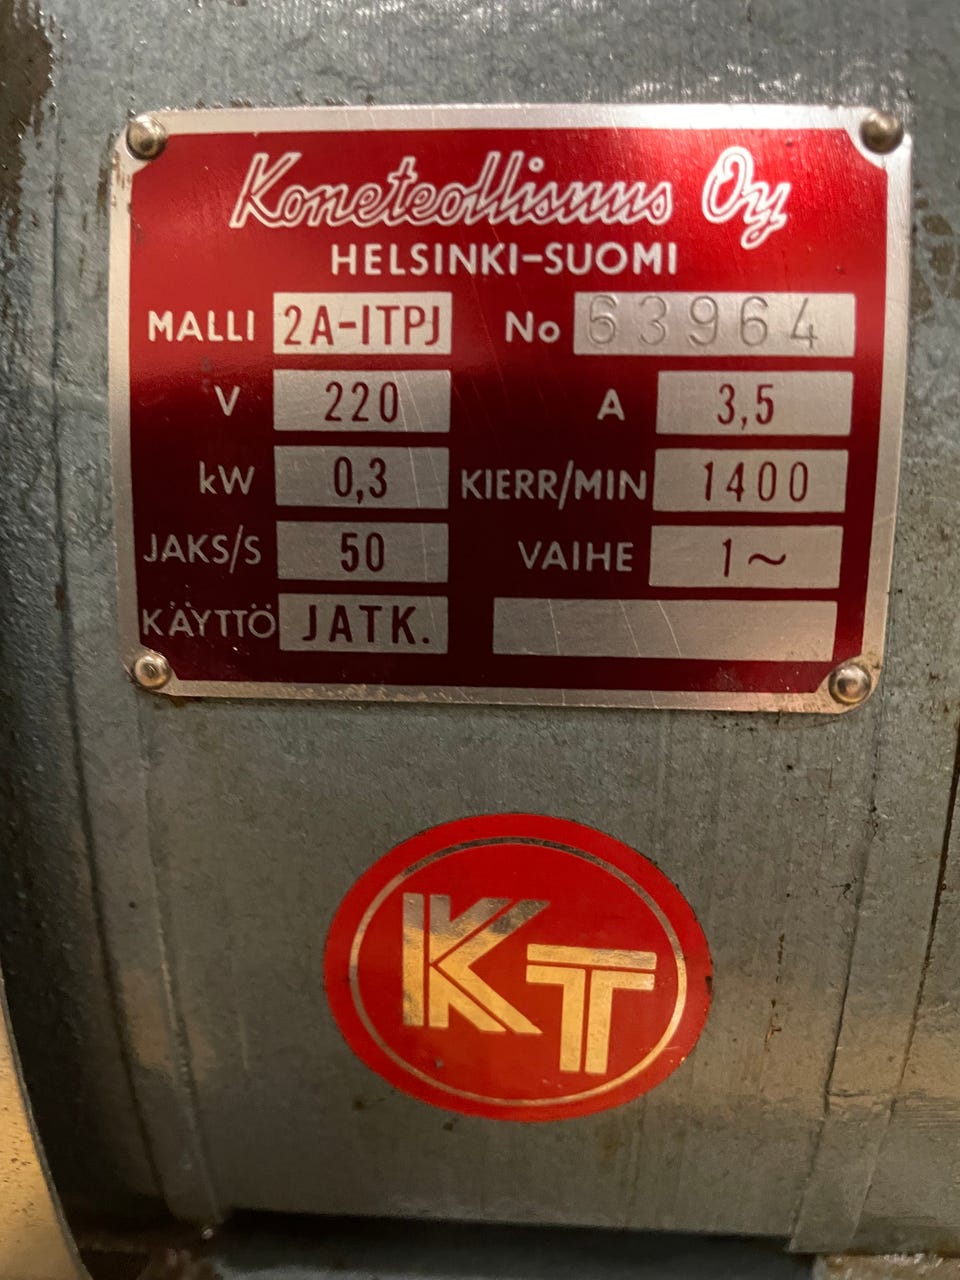 Koneteollisuus Oy
HELSINKI-SUOMI
MALLI 2A-ITPJ No 63964
V 220 A 3,5
kW 0,3 KIERR/MIN 1400
JAKS/S 50 VAIHE 1~
KÄYTTÖ JATK.
KT